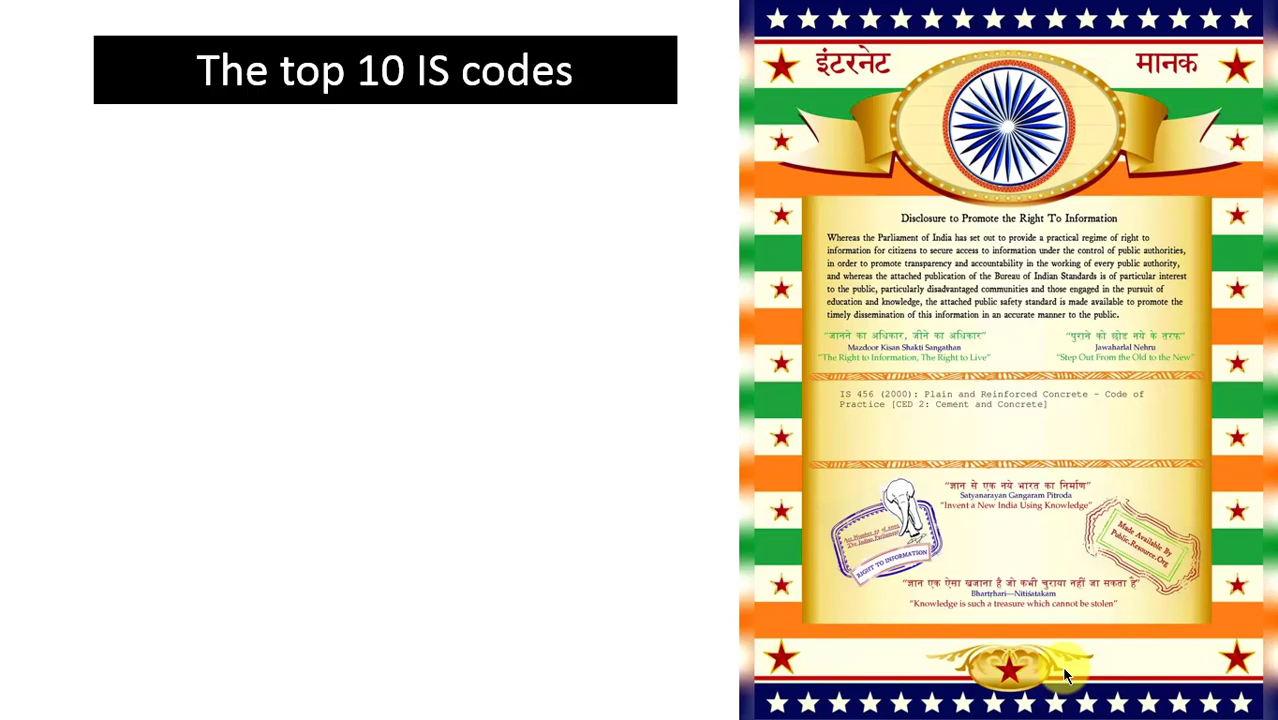 The top 10 IS codes
इंटरनेट
मानक
Disclosure to Promote the Right To Information
Whereas the Parliament of India has set out to provide a practical regime of right to
information for citizens to secure access to information under the control of public authorities,
in order to promote transparency and accountability in the working of every public authority,
and whereas the attached publication of the Bureau of Indian Standards is of particular interest
to the public, particularly disadvantaged communities and those engaged in the pursuit of
education and knowledge, the attached public safety standard is made available to promote the
timely dissemination of this information in an accurate manner to the public.
“जानने का अधिकार, जीने का अधिकार”
Mazdoor Kisan Shakti Sangathan
“The Right to Information, The Right to Live”
“पुराने को छोड नये के तरफ”
Jawaharlal Nehru
“Step Out From the Old to the New”
IS 456 (2000): Plain and Reinforced Concrete - Code of
Practice [CED 2: Cement and Concrete]
“ज्ञान से एक नये भारत का निर्माण”
Satyanarayan Gangaram Pitroda
“Invent a New India Using Knowledge”
Act Number 22 of 2005
The Indian Parliament
RIGHT TO INFORMATION
Made Available By
Public.Resource.Org
“ज्ञान एक ऐसा खजाना है जो कभी चुराया नहीं जा सकता है”
Bhartṛhari—Nītiśatakam
“Knowledge is such a treasure which cannot be stolen”